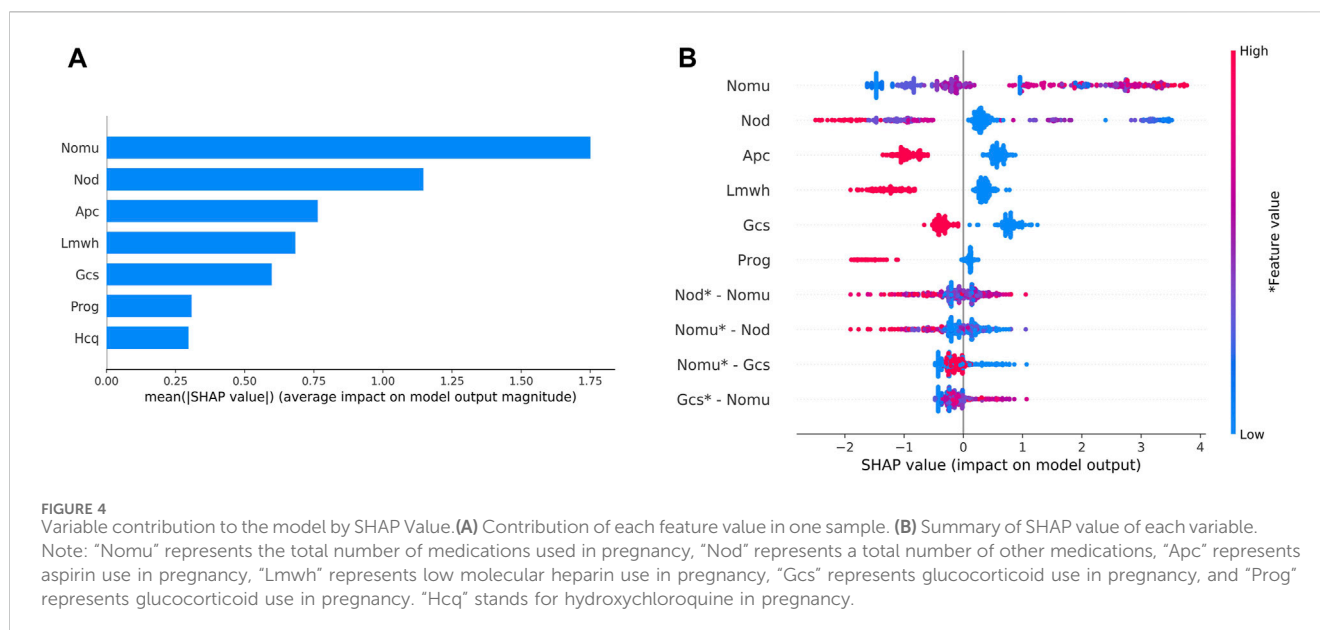 A
Nomu
Nod
Apc
Lmwh
Gcs
Prog
Hcq
0.00 0.25 0.50 0.75 1.00 1.25 1.50 1.75
mean(|SHAP value|) (average impact on model output magnitude)
B
Nomu
Nod
Apc
Lmwh
Gcs
Prog
Nod* - Nomu
Nomu* - Nod
Nomu* - Gcs
Gcs* - Nomu
−2 −1 0 1 2 3 4
SHAP value (impact on model output)
High
*Feature value
Low
FIGURE 4
Variable contribution to the model by SHAP Value.(A) Contribution of each feature value in one sample. (B) Summary of SHAP value of each variable.
Note: “Nomu” represents the total number of medications used in pregnancy, “Nod” represents a total number of other medications, “Apc” represents
aspirin use in pregnancy, “Lmwh” represents low molecular heparin use in pregnancy, “Gcs” represents glucocorticoid use in pregnancy, and “Prog”
represents glucocorticoid use in pregnancy. “Hcq” stands for hydroxychloroquine in pregnancy.